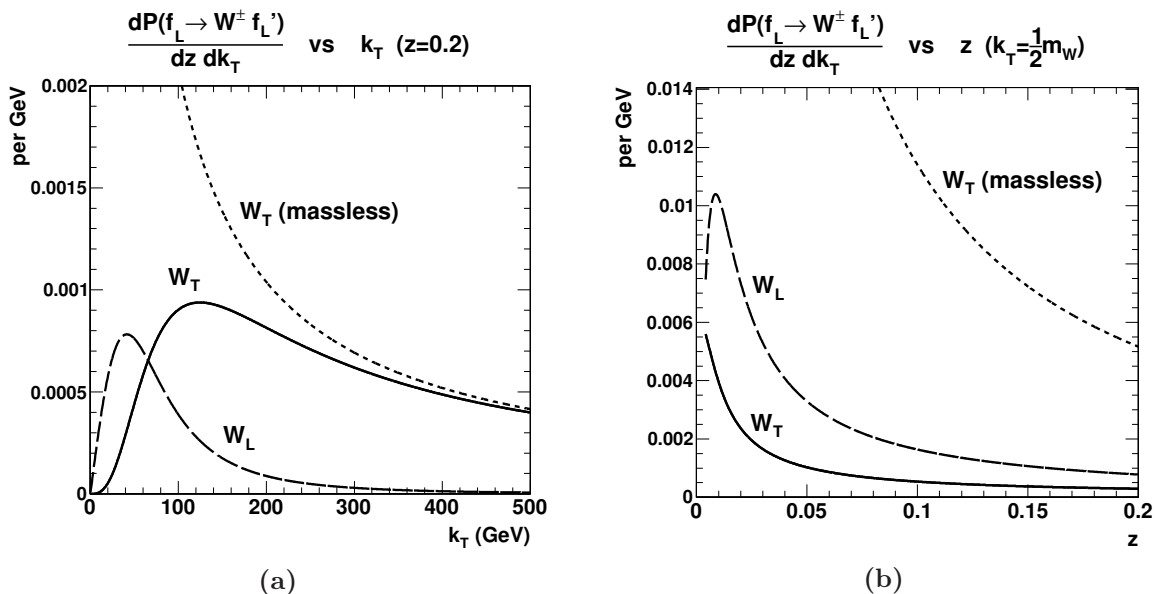 dP(f_L → W^± f_L') / dz dk_T vs k_T (z=0.2)
per GeV
0.002
0.0015
0.001
0.0005
0
W_T (massless)
W_T
W_L
0 100 200 300 400 500
k_T (GeV)
(a)
dP(f_L → W^± f_L') / dz dk_T vs z (k_T=1/2 m_W)
per GeV
0.014
0.012
0.01
0.008
0.006
0.004
0.002
0
W_T (massless)
W_L
W_T
0 0.05 0.1 0.15 0.2
z
(b)